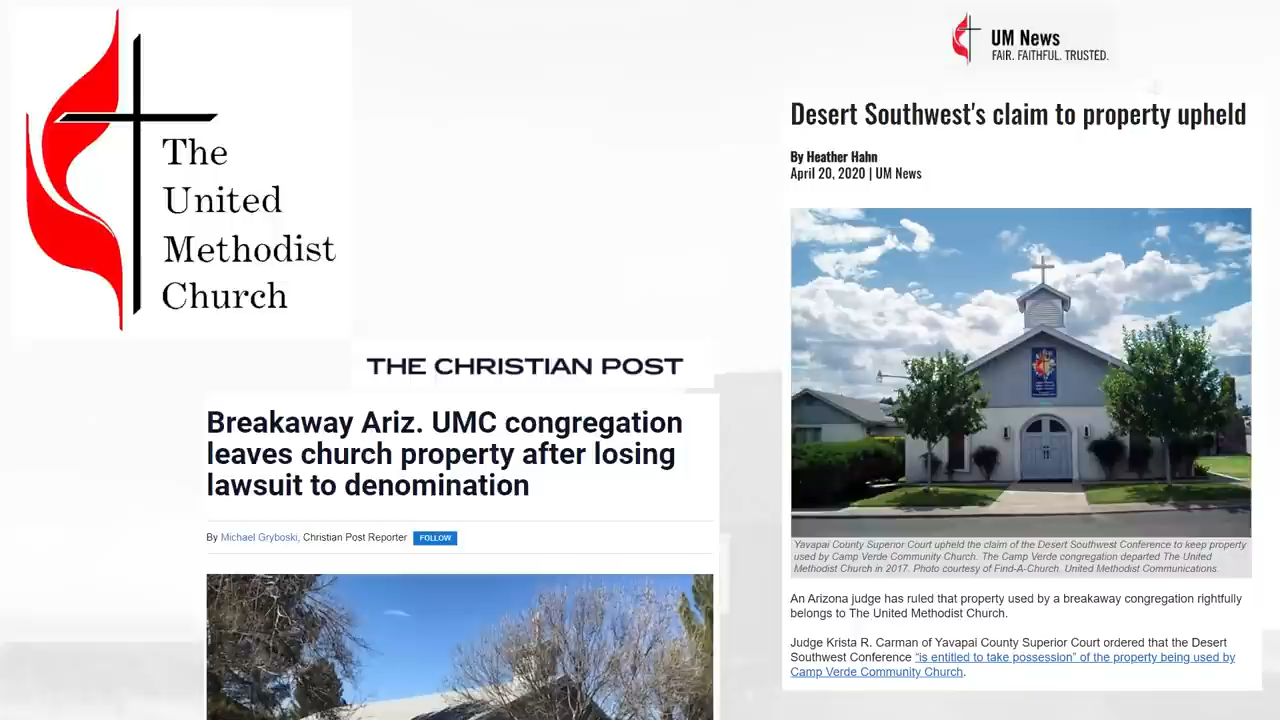 The
United
Methodist
Church
THE CHRISTIAN POST
Breakaway Ariz. UMC congregation
leaves church property after losing
lawsuit to denomination
By Michael Gryboski, Christian Post Reporter FOLLOW
UM News
FAIR. FAITHFUL. TRUSTED.
Desert Southwest's claim to property upheld
By Heather Hahn
April 20, 2020 | UM News
Yavapai County Superior Court upheld the claim of the Desert Southwest Conference to keep property
used by Camp Verde Community Church. The Camp Verde congregation departed The United
Methodist Church in 2017. Photo courtesy of Find-A-Church. United Methodist Communications.
An Arizona judge has ruled that property used by a breakaway congregation rightfully
belongs to The United Methodist Church.
Judge Krista R. Carman of Yavapai County Superior Court ordered that the Desert
Southwest Conference “is entitled to take possession” of the property being used by
Camp Verde Community Church.